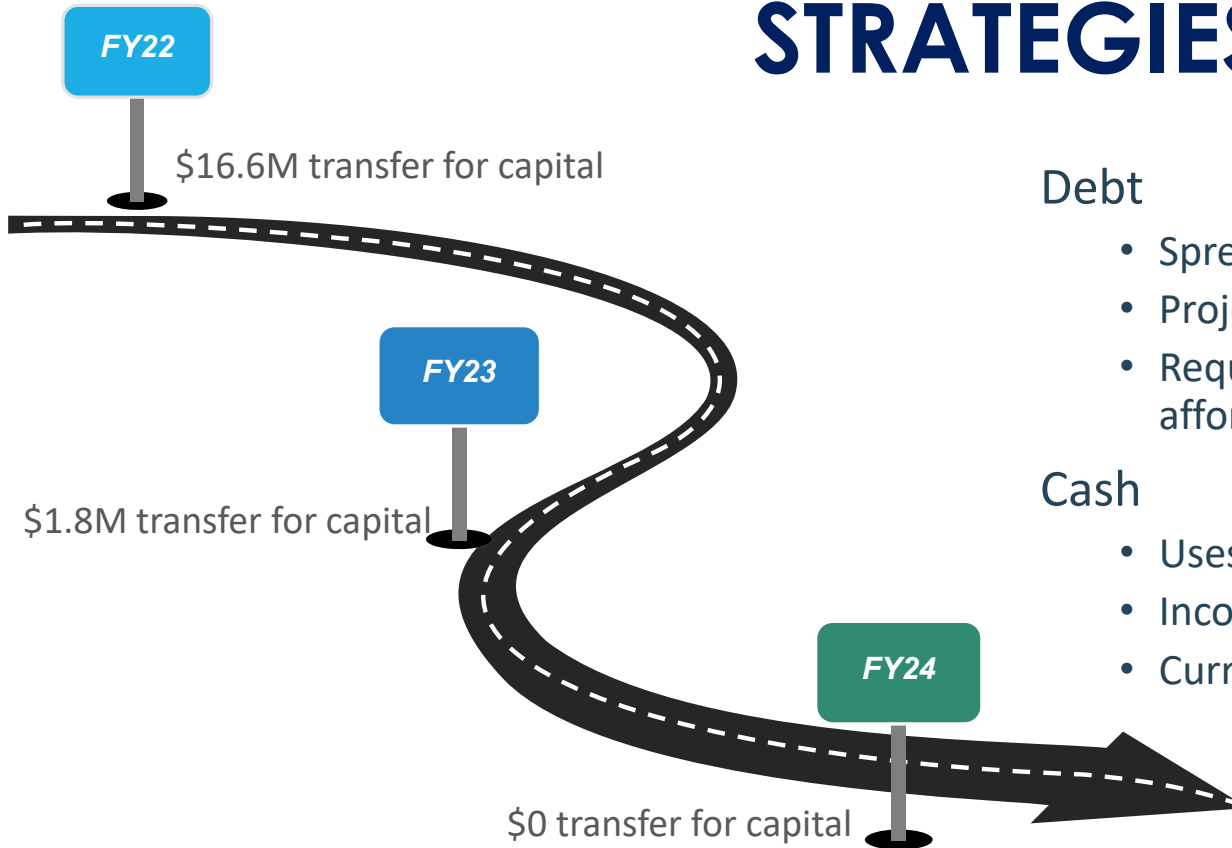 STRATEGIES
FY22
$16.6M transfer for capital
FY23
$1.8M transfer for capital
FY24
$0 transfer for capital
Debt
•
•
•
Cash
• Uses
•
•